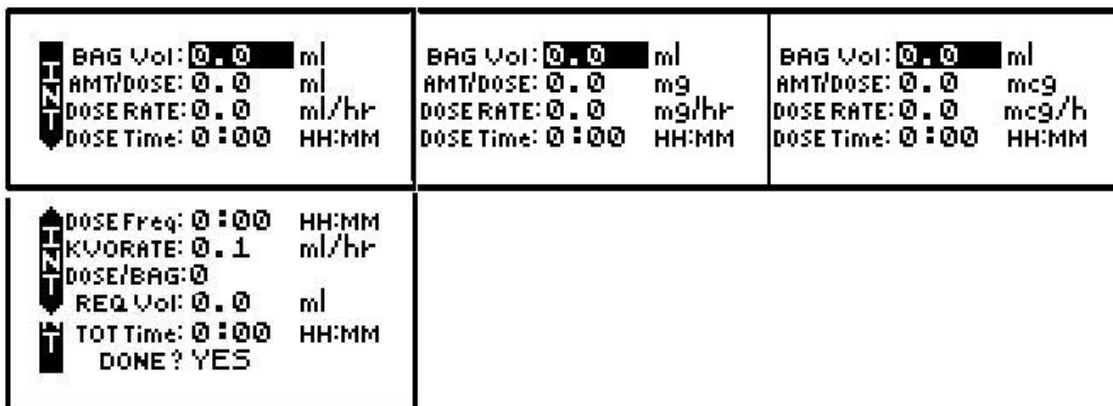 INT
BAG Vol: 0.0 ml
AMT/DOSE: 0.0 ml
DOSE RATE: 0.0 ml/hr
DOSE Time: 0:00 HH:MM
BAG Vol: 0.0 ml
AMT/DOSE: 0.0 mg
DOSE RATE: 0.0 mg/hr
DOSE Time: 0:00 HH:MM
BAG Vol: 0.0 ml
AMT/DOSE: 0.0 mcg
DOSE RATE: 0.0 mcg/h
DOSE Time: 0:00 HH:MM
INT
DOSE Freq: 0:00 HH:MM
KVORATE: 0.1 ml/hr
DOSE/BAG: 0
REQ Vol: 0.0 ml
NT
TOT Time: 0:00 HH:MM
DONE? YES